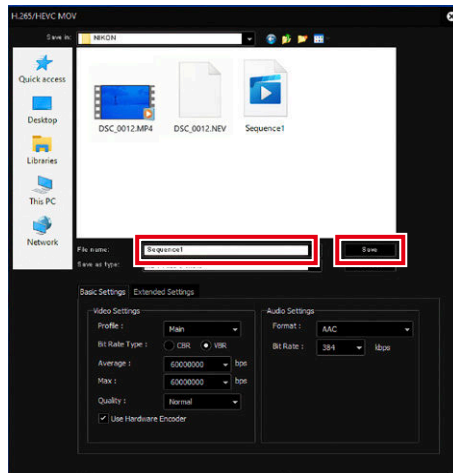 H.265/HEVC MOV
Save in:
NIKON
Quick access
Desktop
Libraries
This PC
Network
DSC_0012.MP4
DSC_0012.NEV
Sequence1
File name:
Sequence1
Save
Save as type:
Basic Settings
Extended Settings
Video Settings
Profile :
Main
Bit Rate Type :
CBR
VBR
Average :
60000000
bps
Max :
60000000
bps
Quality :
Normal
Use Hardware Encoder
Audio Settings
Format :
AAC
Bit Rate :
384
kbps